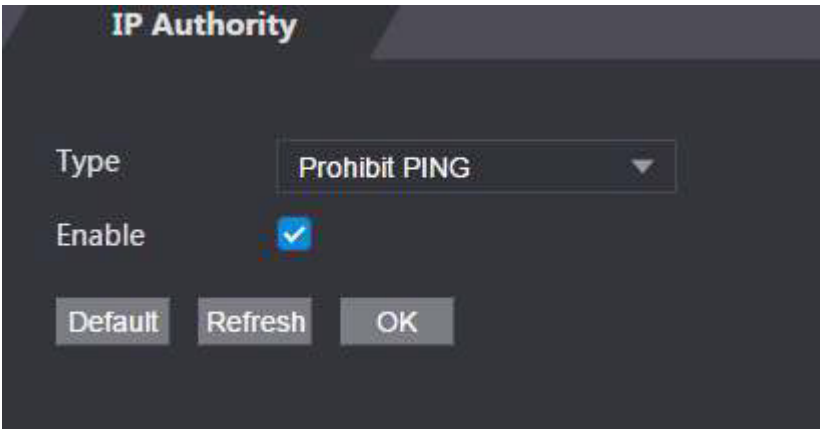 IP Authority
Type Prohibit PING
Enable
Default Refresh OK